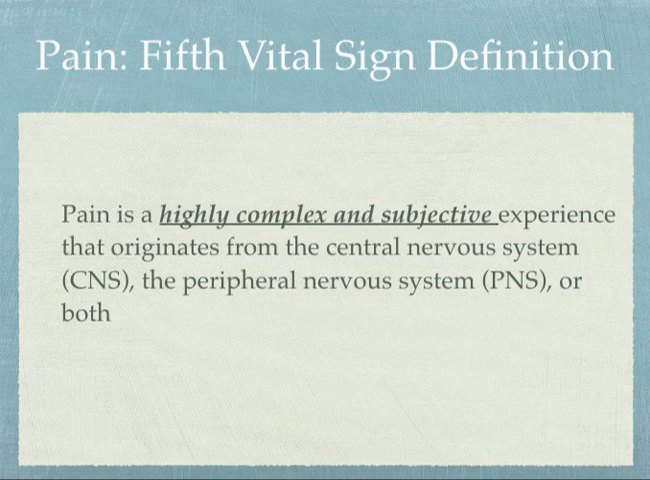 Pain: Fifth Vital Sign Definition
Pain is a highly complex and subjective experience
that originates from the central nervous system
(CNS), the peripheral nervous system (PNS), or
both